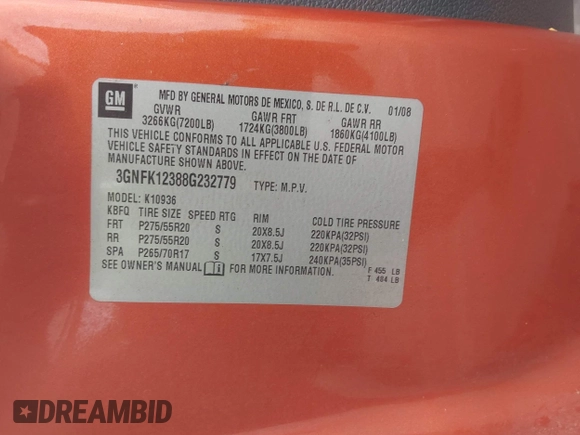 GM
MFD BY GENERAL MOTORS DE MEXICO, S. DE R.L. DE C.V. 01/08
GVWR GAWR FRT GAWR RR
3266KG(7200LB) 1724KG(3800LB) 1860KG(4100LB)
THIS VEHICLE CONFORMS TO ALL APPLICABLE U.S. FEDERAL MOTOR
VEHICLE SAFETY STANDARDS IN EFFECT ON THE DATE OF
MANUFACTURE SHOWN ABOVE.
3GNFK12388G232779 TYPE: M.P.V.
MODEL: K10936
KBFQ TIRE SIZE SPEED RTG RIM COLD TIRE PRESSURE
FRT P275/55R20 S 20X8.5J 220KPA(32PSI)
RR P275/55R20 S 20X8.5J 220KPA(32PSI)
SPA P265/70R17 S 17X7.5J 240KPA(35PSI)
SEE OWNER'S MANUAL FOR MORE INFORMATION. F 455 LB
T 484 LB
DREAMBID